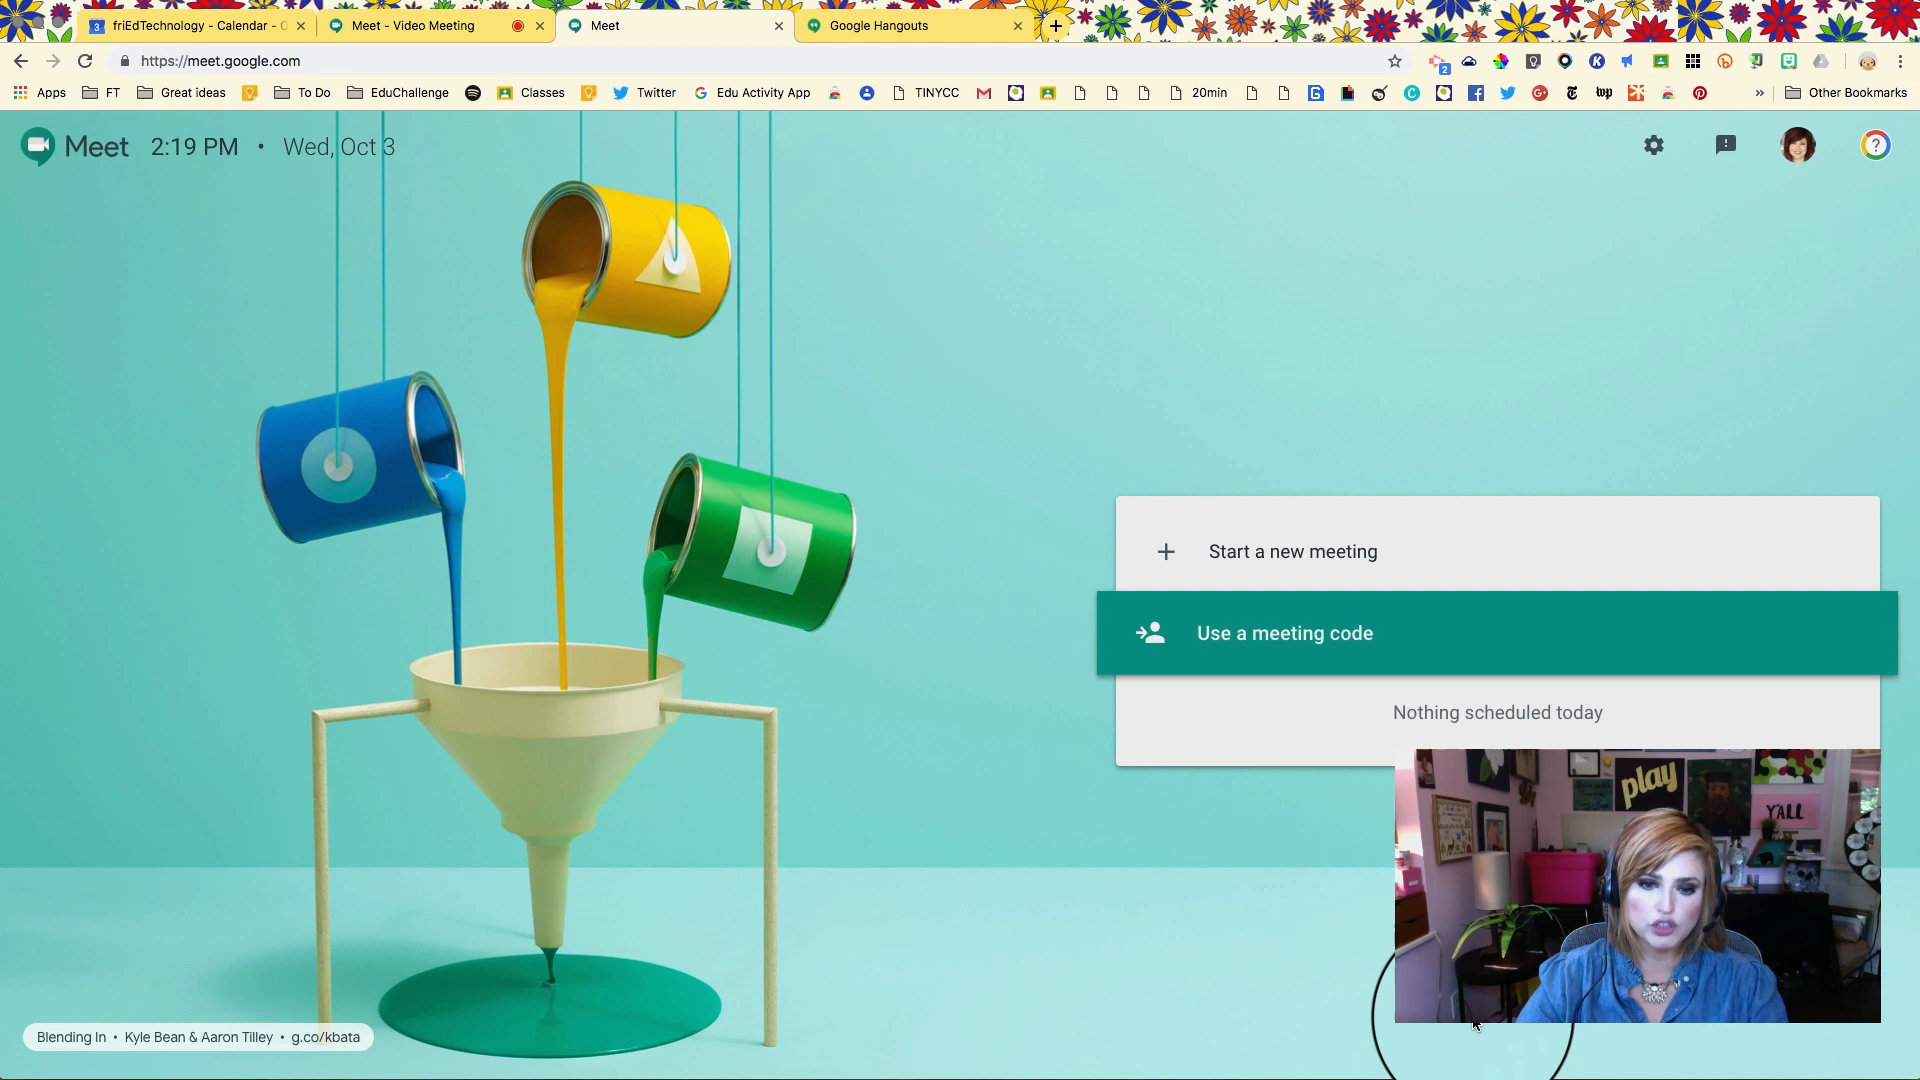 friEdTechnology - Calendar - C
Meet - Video Meeting
Meet
Google Hangouts
https://meet.google.com
2
Apps
FT
Great ideas
To Do
EduChallenge
Classes
Twitter
Edu Activity App
TINYCC
20min
»
Other Bookmarks
Meet 2:19 PM • Wed, Oct 3
Start a new meeting
Use a meeting code
Nothing scheduled today
play
Y'ALL
Blending In • Kyle Bean & Aaron Tilley • g.co/kbata